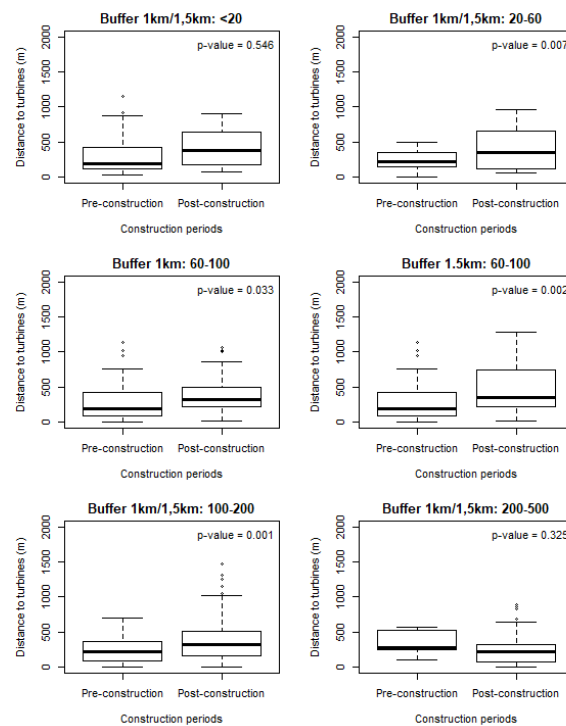 Buffer 1km/1,5km: <20
p-value = 0.546
Distance to turbines (m)
0 500 1000 1500 2000
Pre-construction Post-construction
Construction periods
Buffer 1km/1,5km: 20-60
p-value = 0.007
Distance to turbines (m)
0 500 1000 1500 2000
Pre-construction Post-construction
Construction periods
Buffer 1km: 60-100
p-value = 0.033
Distance to turbines (m)
0 500 1000 1500 2000
Pre-construction Post-construction
Construction periods
Buffer 1.5km: 60-100
p-value = 0.002
Distance to turbines (m)
0 500 1000 1500 2000
Pre-construction Post-construction
Construction periods
Buffer 1km/1,5km: 100-200
p-value = 0.001
Distance to turbines (m)
0 500 1000 1500 2000
Pre-construction Post-construction
Construction periods
Buffer 1km/1,5km: 200-500
p-value = 0.325
Distance to turbines (m)
0 500 1000 1500 2000
Pre-construction Post-construction
Construction periods